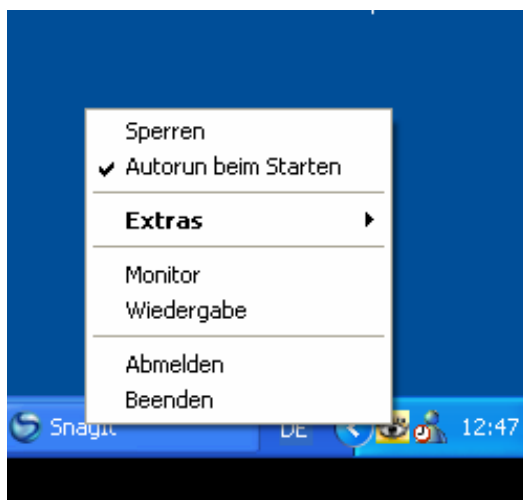 Sperren
Autorun beim Starten
Extras
Monitor
Wiedergabe
Abmelden
Beenden
SnagIt
DE
12:47